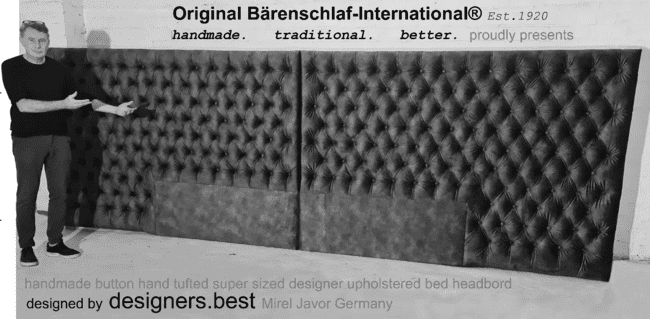 Original Bärenschlaf-International® Est.1920
handmade. traditional. better. proudly presents
handmade button hand tufted super sized designer upholstered bed headbord
designed by designers.best Mirel Javor Germany